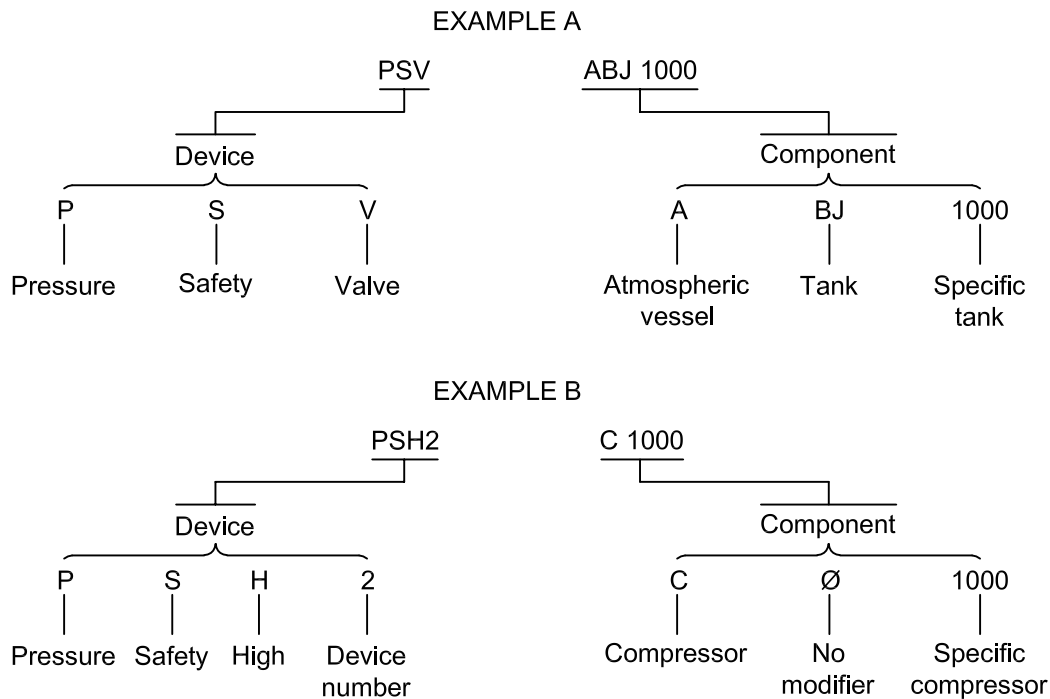 EXAMPLE A
PSV ABJ 1000
Device Component
P S V A BJ 1000
Pressure Safety Valve Atmospheric vessel Tank Specific tank
EXAMPLE B
PSH2 C 1000
Device Component
P S H 2 C Ø 1000
Pressure Safety High Device number Compressor No modifier Specific compressor